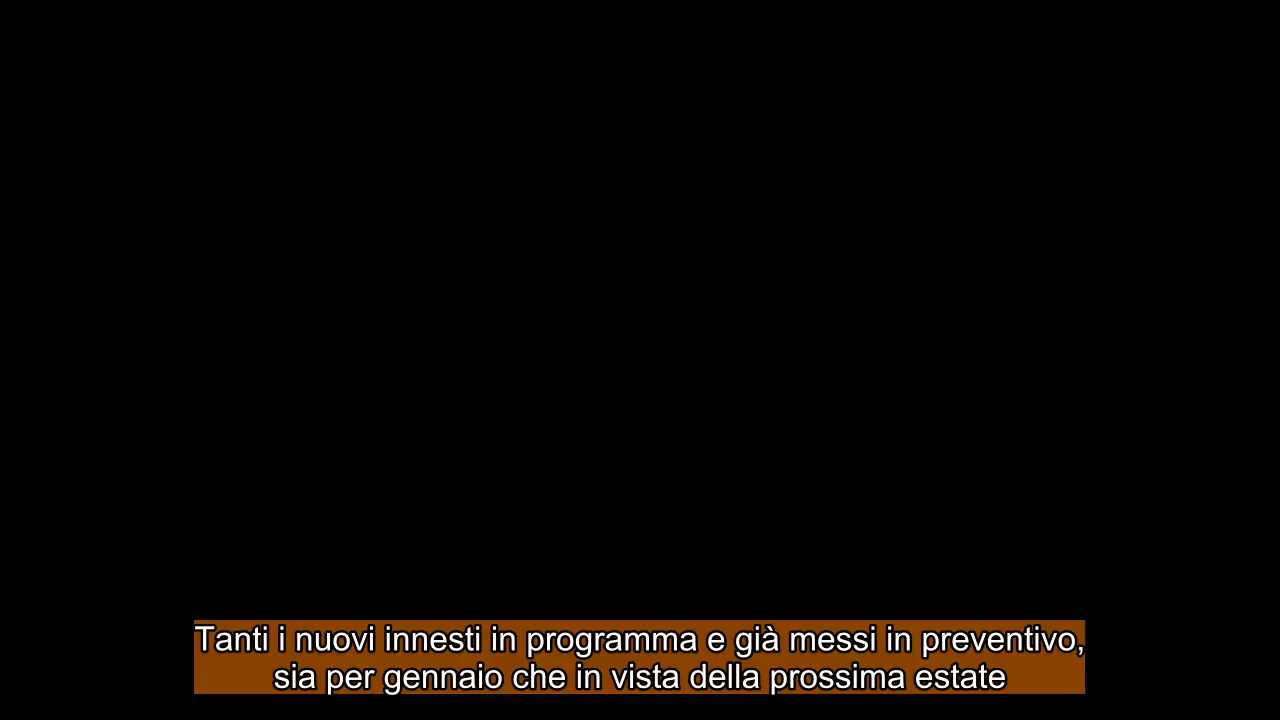 Tanti i nuovi innesti in programma e già messi in preventivo,
sia per gennaio che in vista della prossima estate